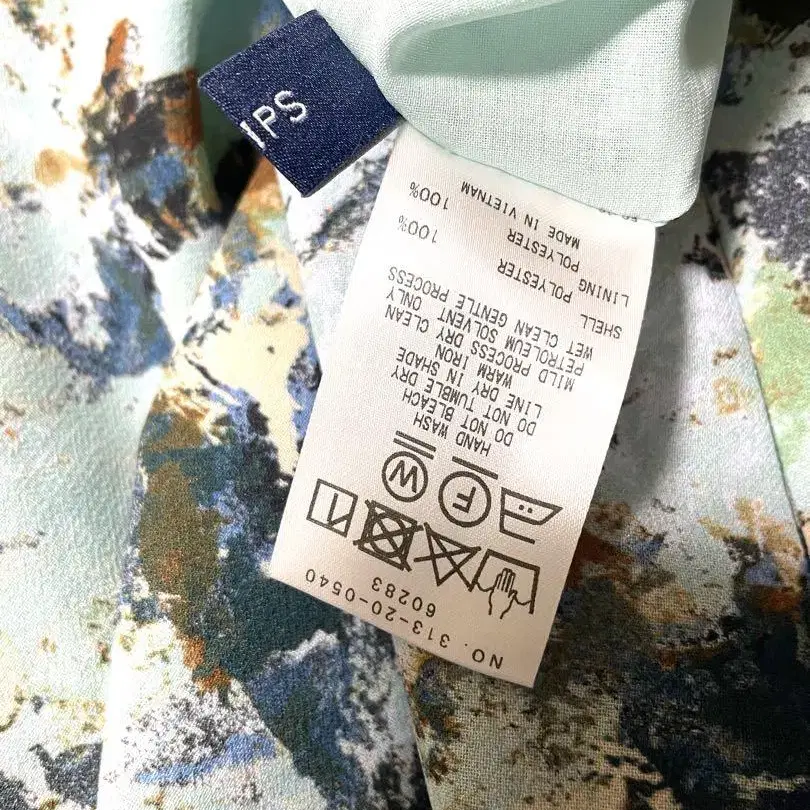 IPS
NO. 313-20-0540
60283
W
F
HAND WASH
DO NOT BLEACH
DO NOT TUMBLE DRY
LINE DRY IN SHADE
WARM IRON
MILD PROCESS DRY CLEAN
PETROLEUM SOLVENT ONLY
WET CLEAN GENTLE PROCESS
SHELL
POLYESTER 100%
LINING
POLYESTER 100%
MADE IN VIETNAM